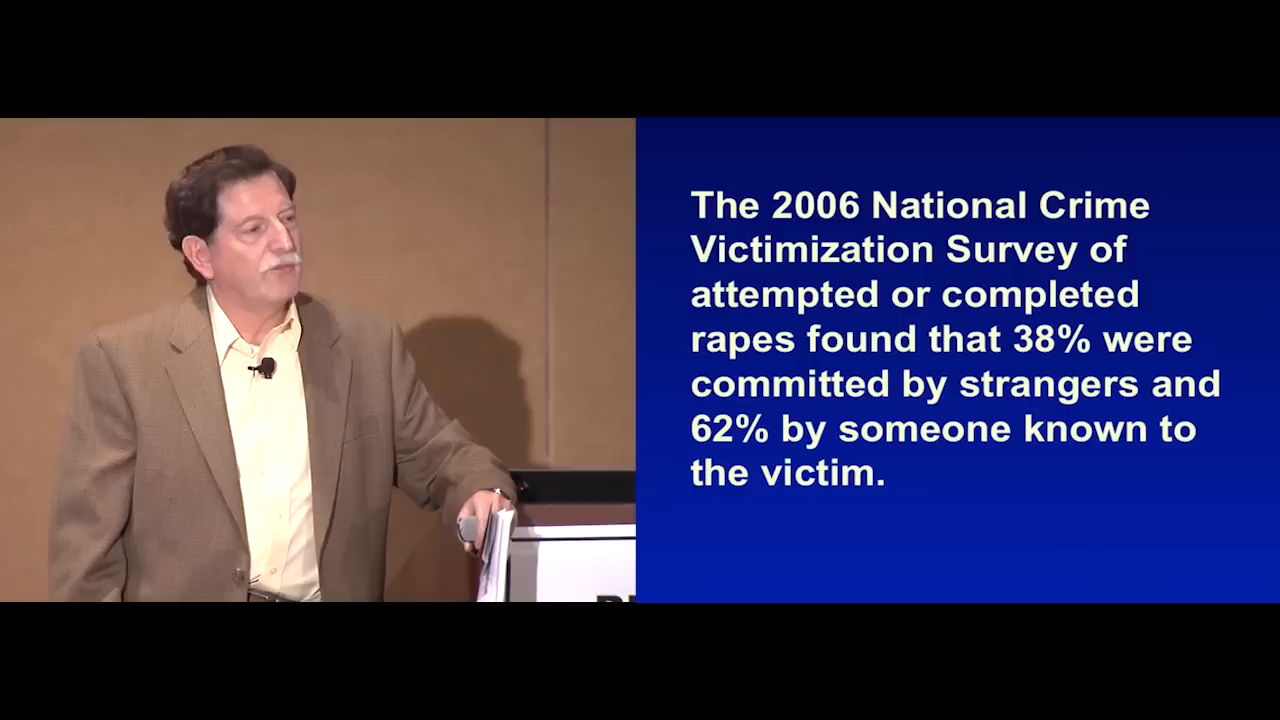 The 2006 National Crime
Victimization Survey of
attempted or completed
rapes found that 38% were
committed by strangers and
62% by someone known to
the victim.